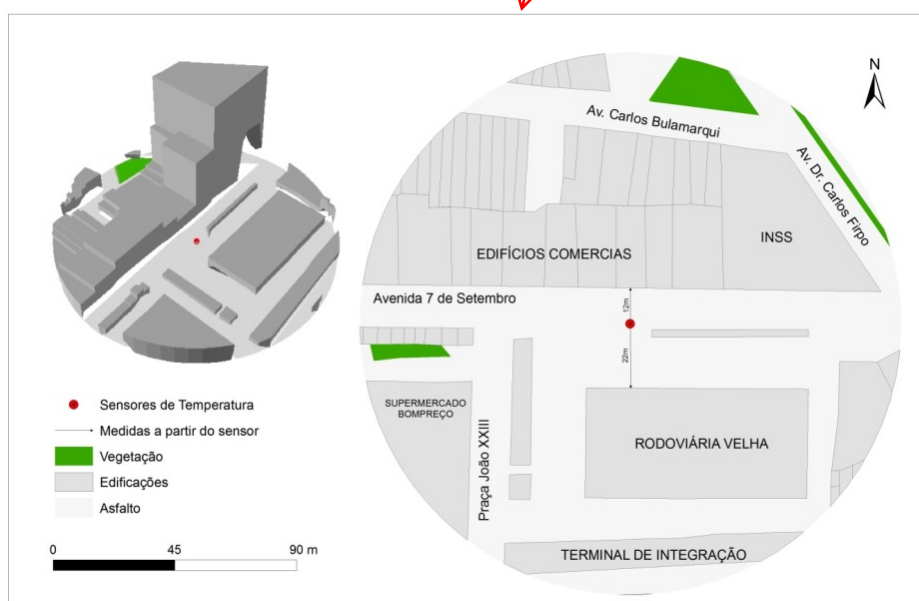 N
Av. Carlos Bulamarqui
Av. Dr. Carlos Firpo
INSS
EDIFÍCIOS COMERCIAS
Avenida 7 de Setembro
12m
22m
SUPERMERCADO
BOMPREÇO
Praça João XXIII
RODOVIÁRIA VELHA
TERMINAL DE INTEGRAÇÃO
Sensores de Temperatura
Medidas a partir do sensor
Vegetação
Edificações
Asfalto
0 45 90 m